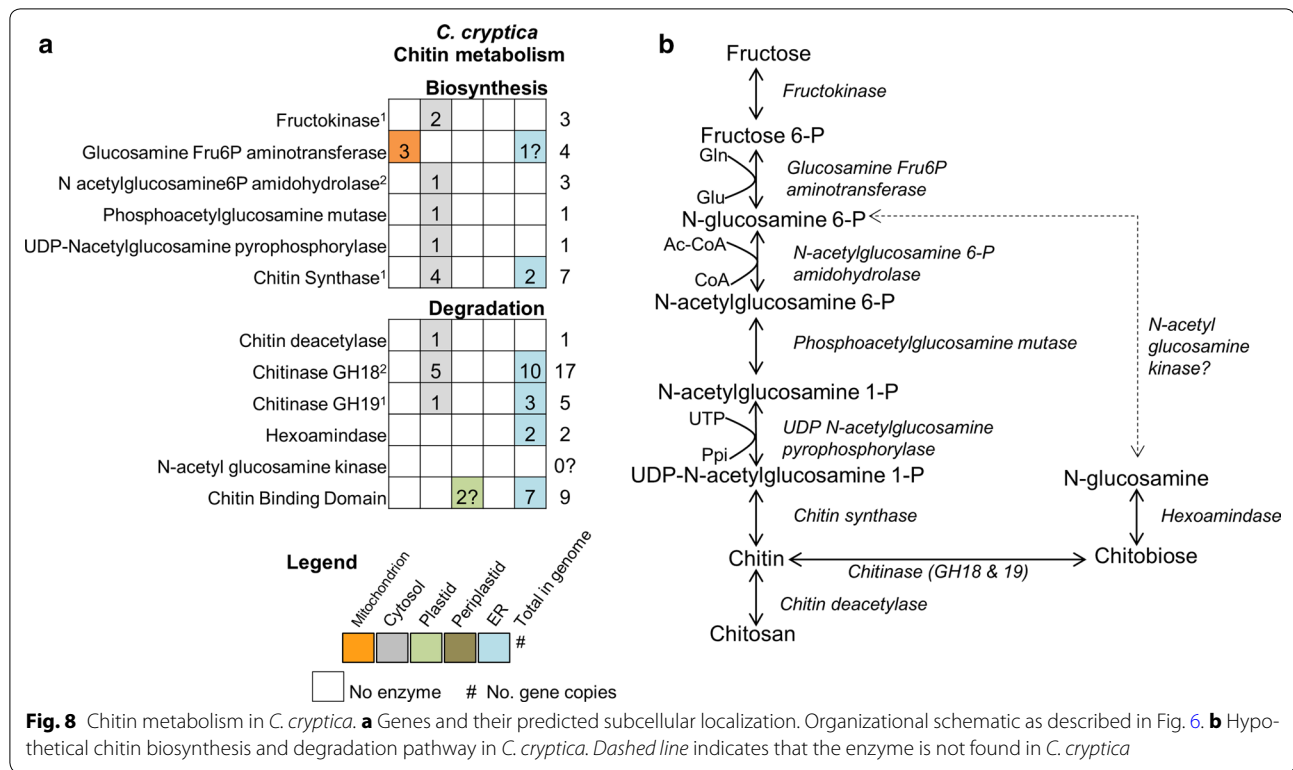 a
C. cryptica
Chitin metabolism
Biosynthesis
Fructokinase¹ 2 3
Glucosamine Fru6P aminotransferase 3 1? 4
N acetylglucosamine6P amidohydrolase² 1 3
Phosphoacetylglucosamine mutase 1 1
UDP-Nacetylglucosamine pyrophosphorylase 1 1
Chitin Synthase¹ 4 2 7
Degradation
Chitin deacetylase 1 1
Chitinase GH18² 5 10 17
Chitinase GH19¹ 1 3 5
Hexoamindase 2 2
N-acetyl glucosamine kinase 0?
Chitin Binding Domain 2? 7 9
Legend
Mitochondrion
Cytosol
Plastid
Periplastid
ER
Total in genome
#
No enzyme # No. gene copies
b
Fructose
Fructokinase
Fructose 6-P
Gln
Glu
Glucosamine Fru6P
aminotransferase
N-glucosamine 6-P
Ac-CoA
CoA
N-acetylglucosamine 6-P
amidohydrolase
N-acetylglucosamine 6-P
Phosphoacetylglucosamine mutase
N-acetyl
glucosamine
kinase?
N-acetylglucosamine 1-P
UTP
Ppi
UDP N-acetylglucosamine
pyrophosphorylase
UDP-N-acetylglucosamine 1-P
N-glucosamine
Chitin synthase
Hexoamindase
Chitin
Chitobiose
Chitinase (GH18 & 19)
Chitin deacetylase
Chitosan
Fig. 8 Chitin metabolism in C. cryptica. a Genes and their predicted subcellular localization. Organizational schematic as described in Fig. 6. b Hypo-
thetical chitin biosynthesis and degradation pathway in C. cryptica. Dashed line indicates that the enzyme is not found in C. cryptica